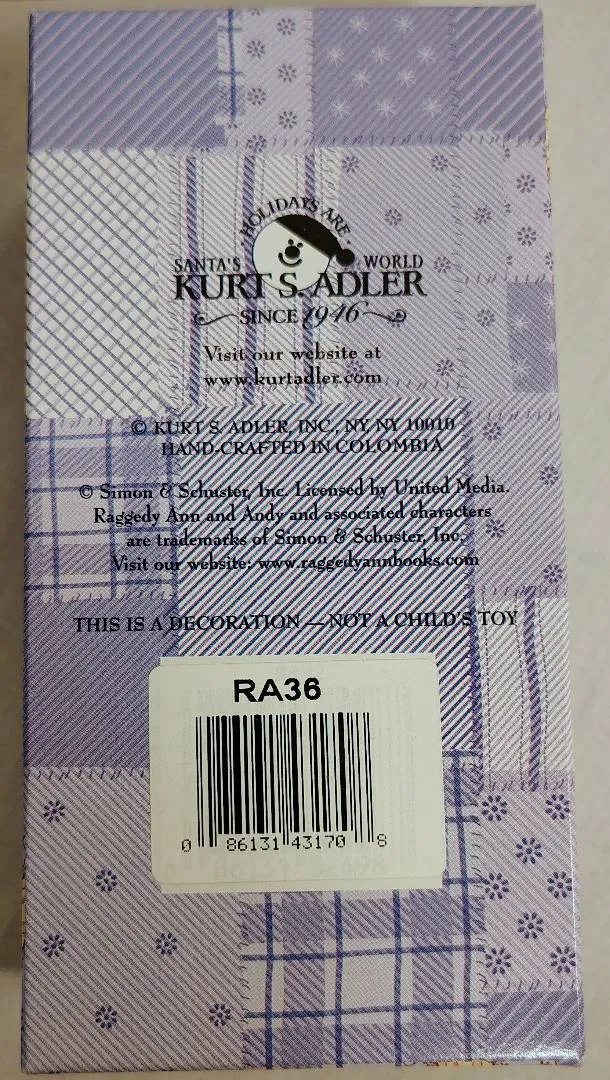 HOLIDAYS ARE
SANTA'S WORLD
KURT S. ADLER
SINCE 1946
Visit our website at
www.kurtadler.com
© KURT S. ADLER, INC., NY, NY 10010
HAND-CRAFTED IN COLOMBIA
© Simon & Schuster, Inc. Licensed by United Media.
Raggedy Ann and Andy and associated characters
are trademarks of Simon & Schuster, Inc.
Visit our website: www.raggedyannbooks.com
THIS IS A DECORATION — NOT A CHILD'S TOY
RA36
0 86131 43170 8